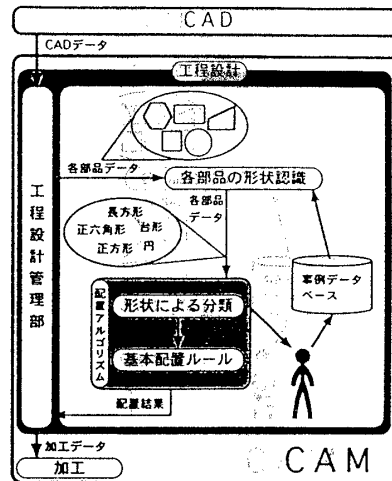 CAD
CADデータ
工程設計
各部品データ
各部品の形状認識
各部品
データ
長方形
正六角形 台形
正方形 円
工程設計管理部
事例データ
ベース
配置アルゴリズム
形状による分類
基本配置ルール
配置結果
加工データ
加工
CAM